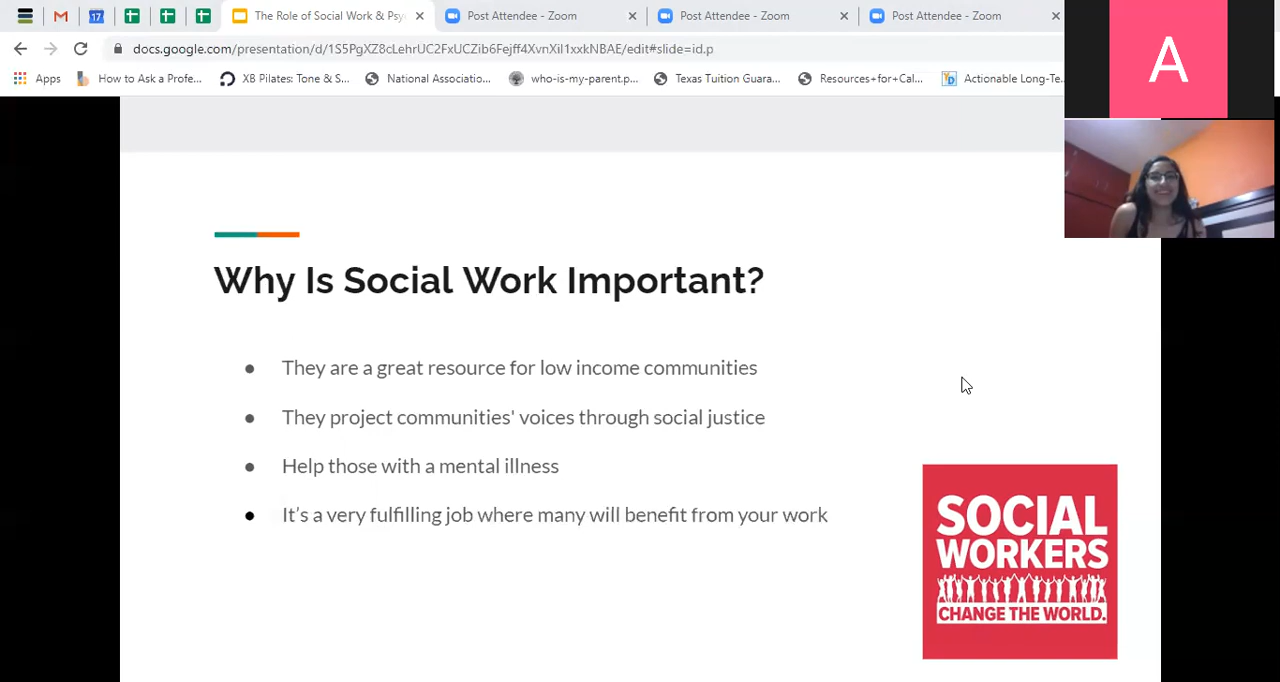 The Role of Social Work & Psy
Post Attendee - Zoom
Post Attendee - Zoom
Post Attendee - Zoom
docs.google.com/presentation/d/1S5PgXZ8cLehrUC2FxUCZib6Fejff4XvnXil1xxkNBAE/edit#slide=id.p
Apps
How to Ask a Profe...
XB Pilates: Tone & S...
National Associatio...
who-is-my-parent.p...
Texas Tuition Guara...
Resources+for+Cal...
Actionable Long-Te..
17
A
Why Is Social Work Important?
● They are a great resource for low income communities
● They project communities' voices through social justice
● Help those with a mental illness
● It's a very fulfilling job where many will benefit from your work
SOCIAL
WORKERS
CHANGE THE WORLD.